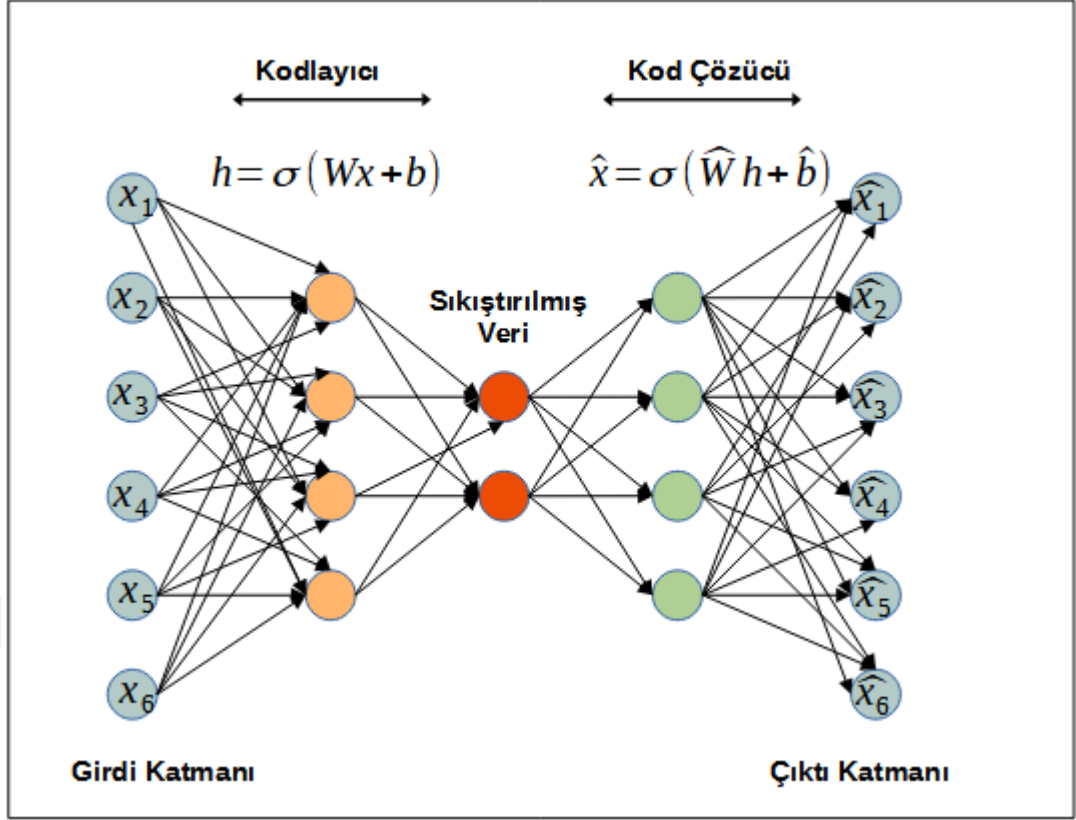 Kodlayıcı
Kod Çözücü
h = σ(Wx + b)
x̂ = σ(Ŵ h + b̂)
x₁
x̂₁
x₂
x̂₂
Sıkıştırılmış
Veri
x₃
x̂₃
x₄
x̂₄
x₅
x̂₅
x₆
x̂₆
Girdi Katmanı
Çıktı Katmanı